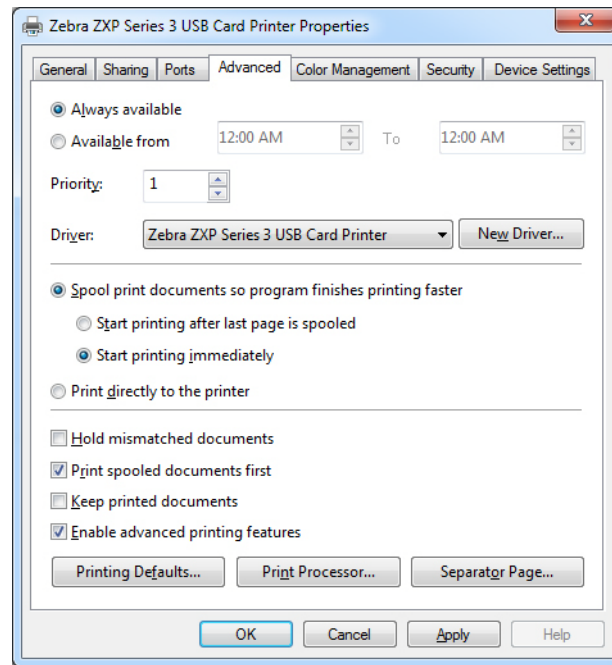 Zebra ZXP Series 3 USB Card Printer Properties
General Sharing Ports Advanced Color Management Security Device Settings
Always available
Available from 12:00 AM To 12:00 AM
Priority: 1
Driver: Zebra ZXP Series 3 USB Card Printer New Driver...
Spool print documents so program finishes printing faster
Start printing after last page is spooled
Start printing immediately
Print directly to the printer
Hold mismatched documents
Print spooled documents first
Keep printed documents
Enable advanced printing features
Printing Defaults... Print Processor... Separator Page...
OK Cancel Apply Help